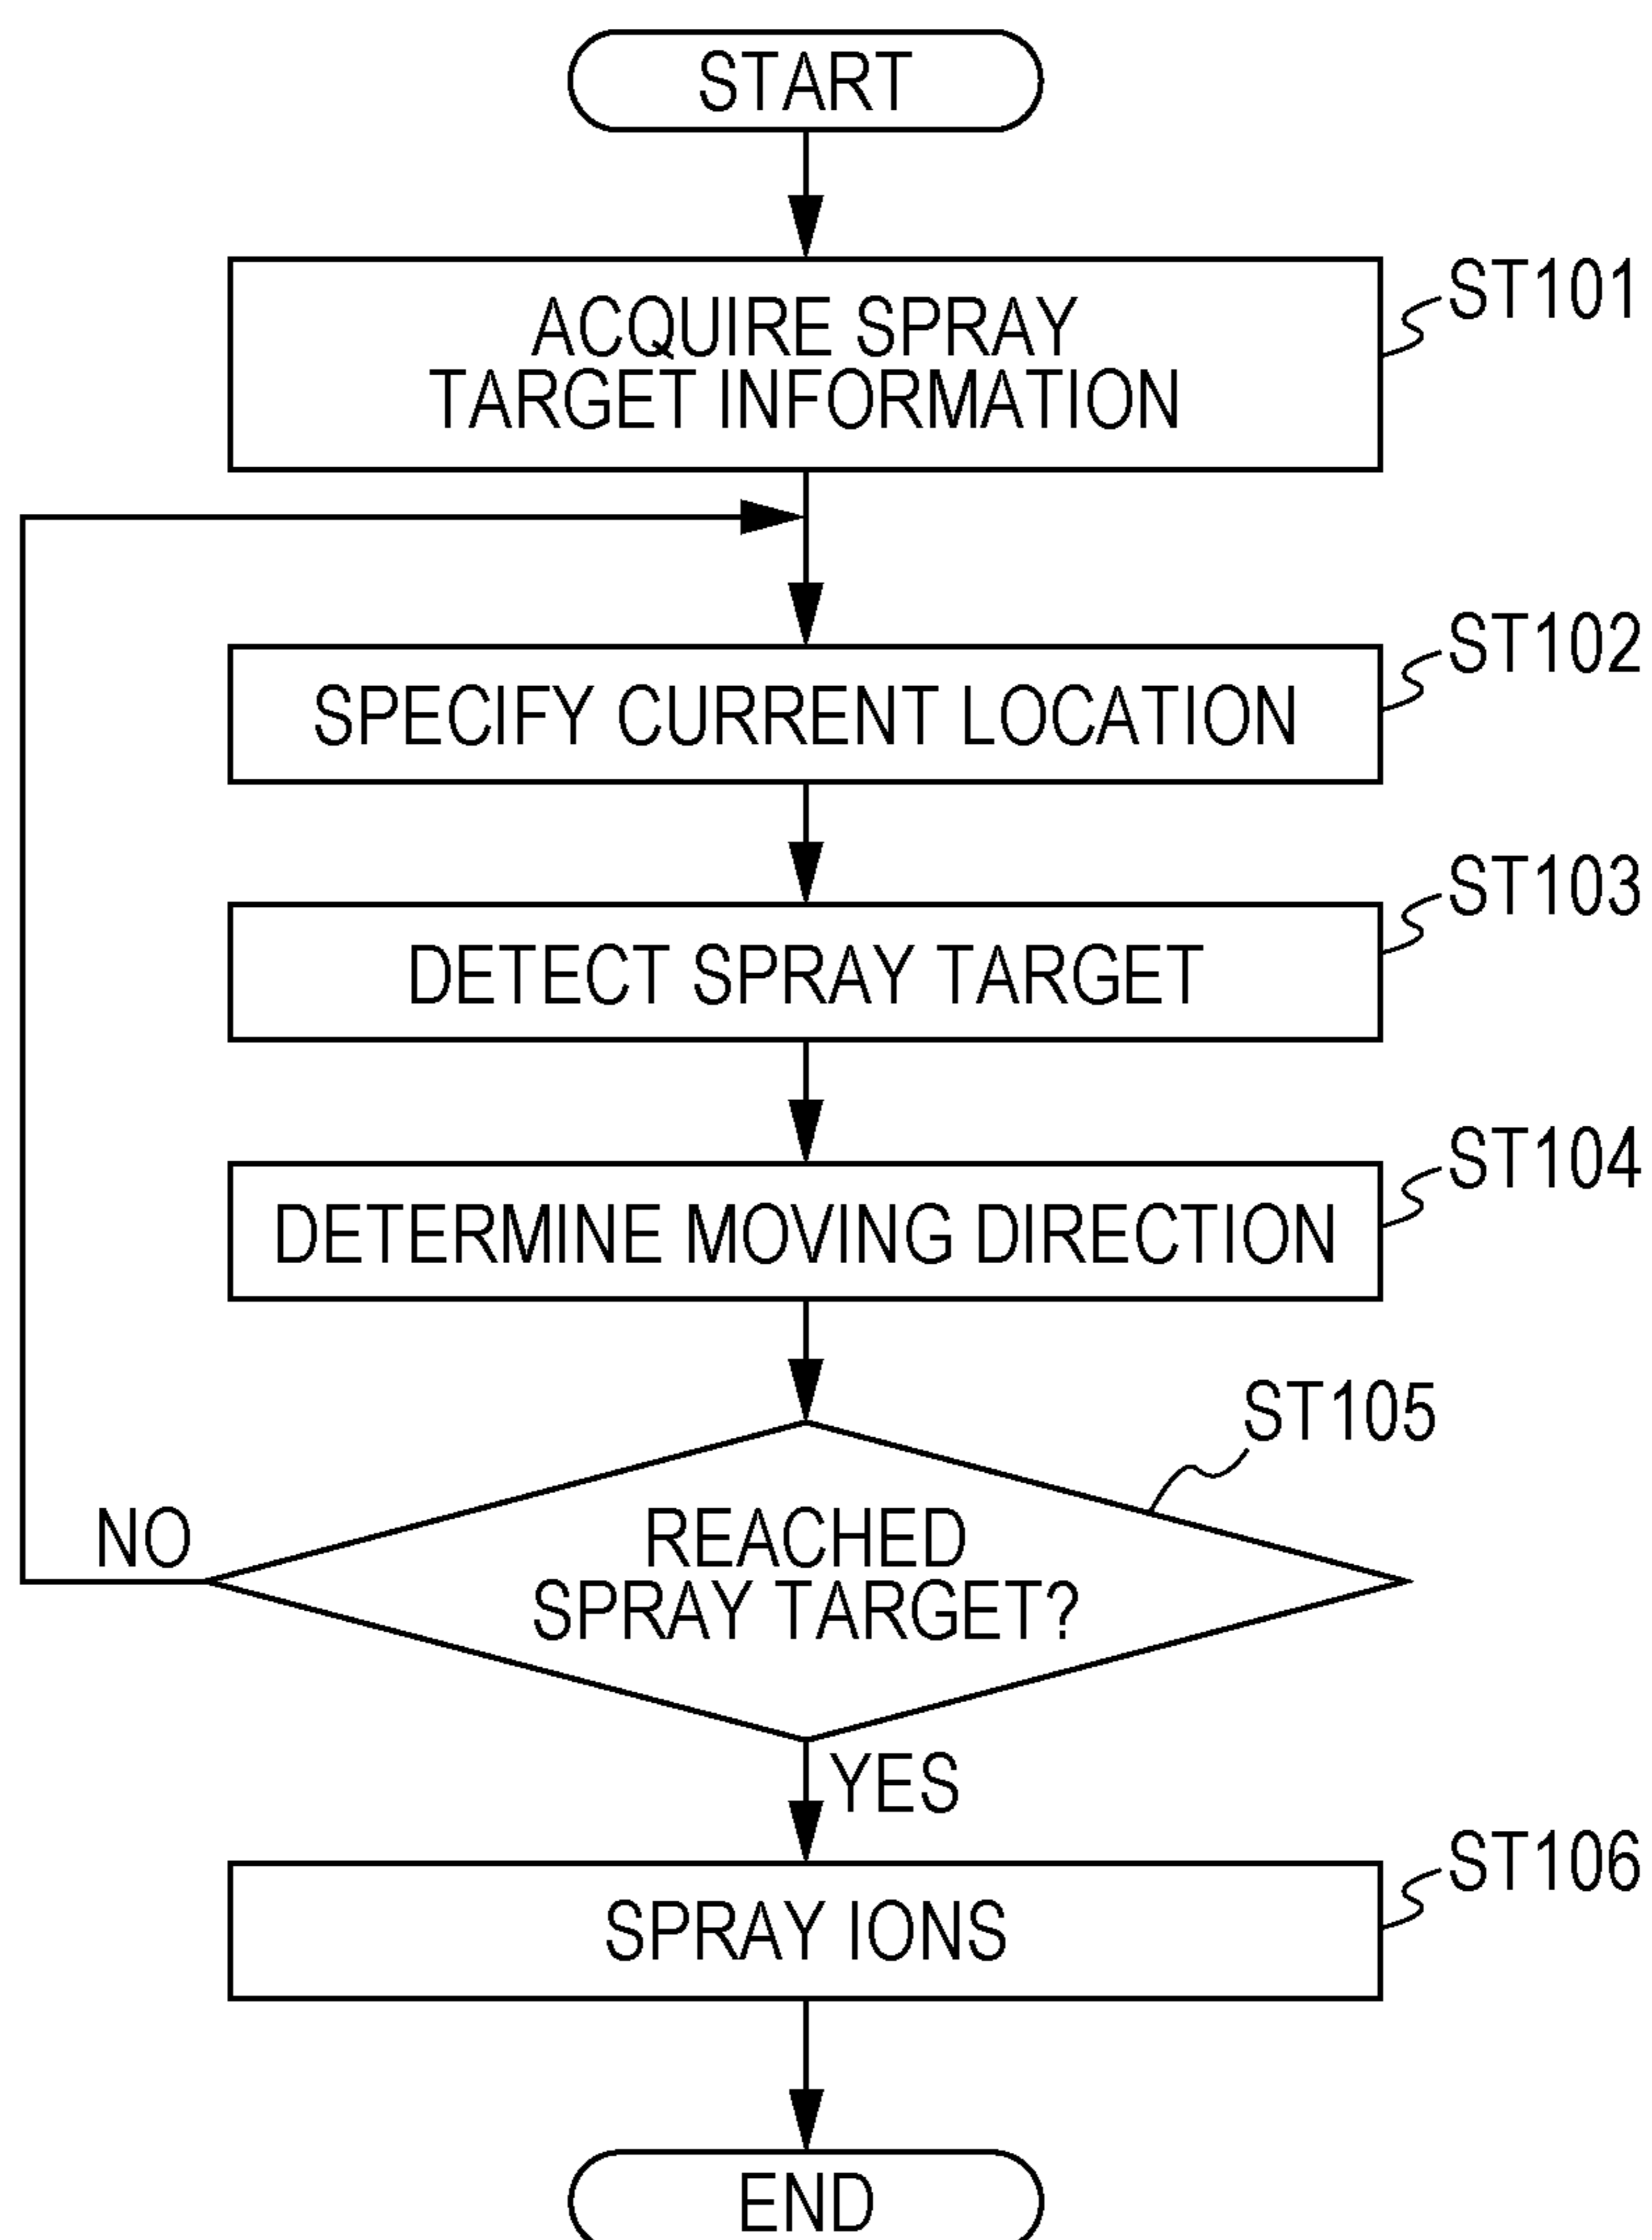 START
ACQUIRE SPRAY
TARGET INFORMATION
ST101
SPECIFY CURRENT LOCATION
ST102
DETECT SPRAY TARGET
ST103
DETERMINE MOVING DIRECTION
ST104
ST105
REACHED
SPRAY TARGET?
NO
YES
SPRAY IONS
ST106
END